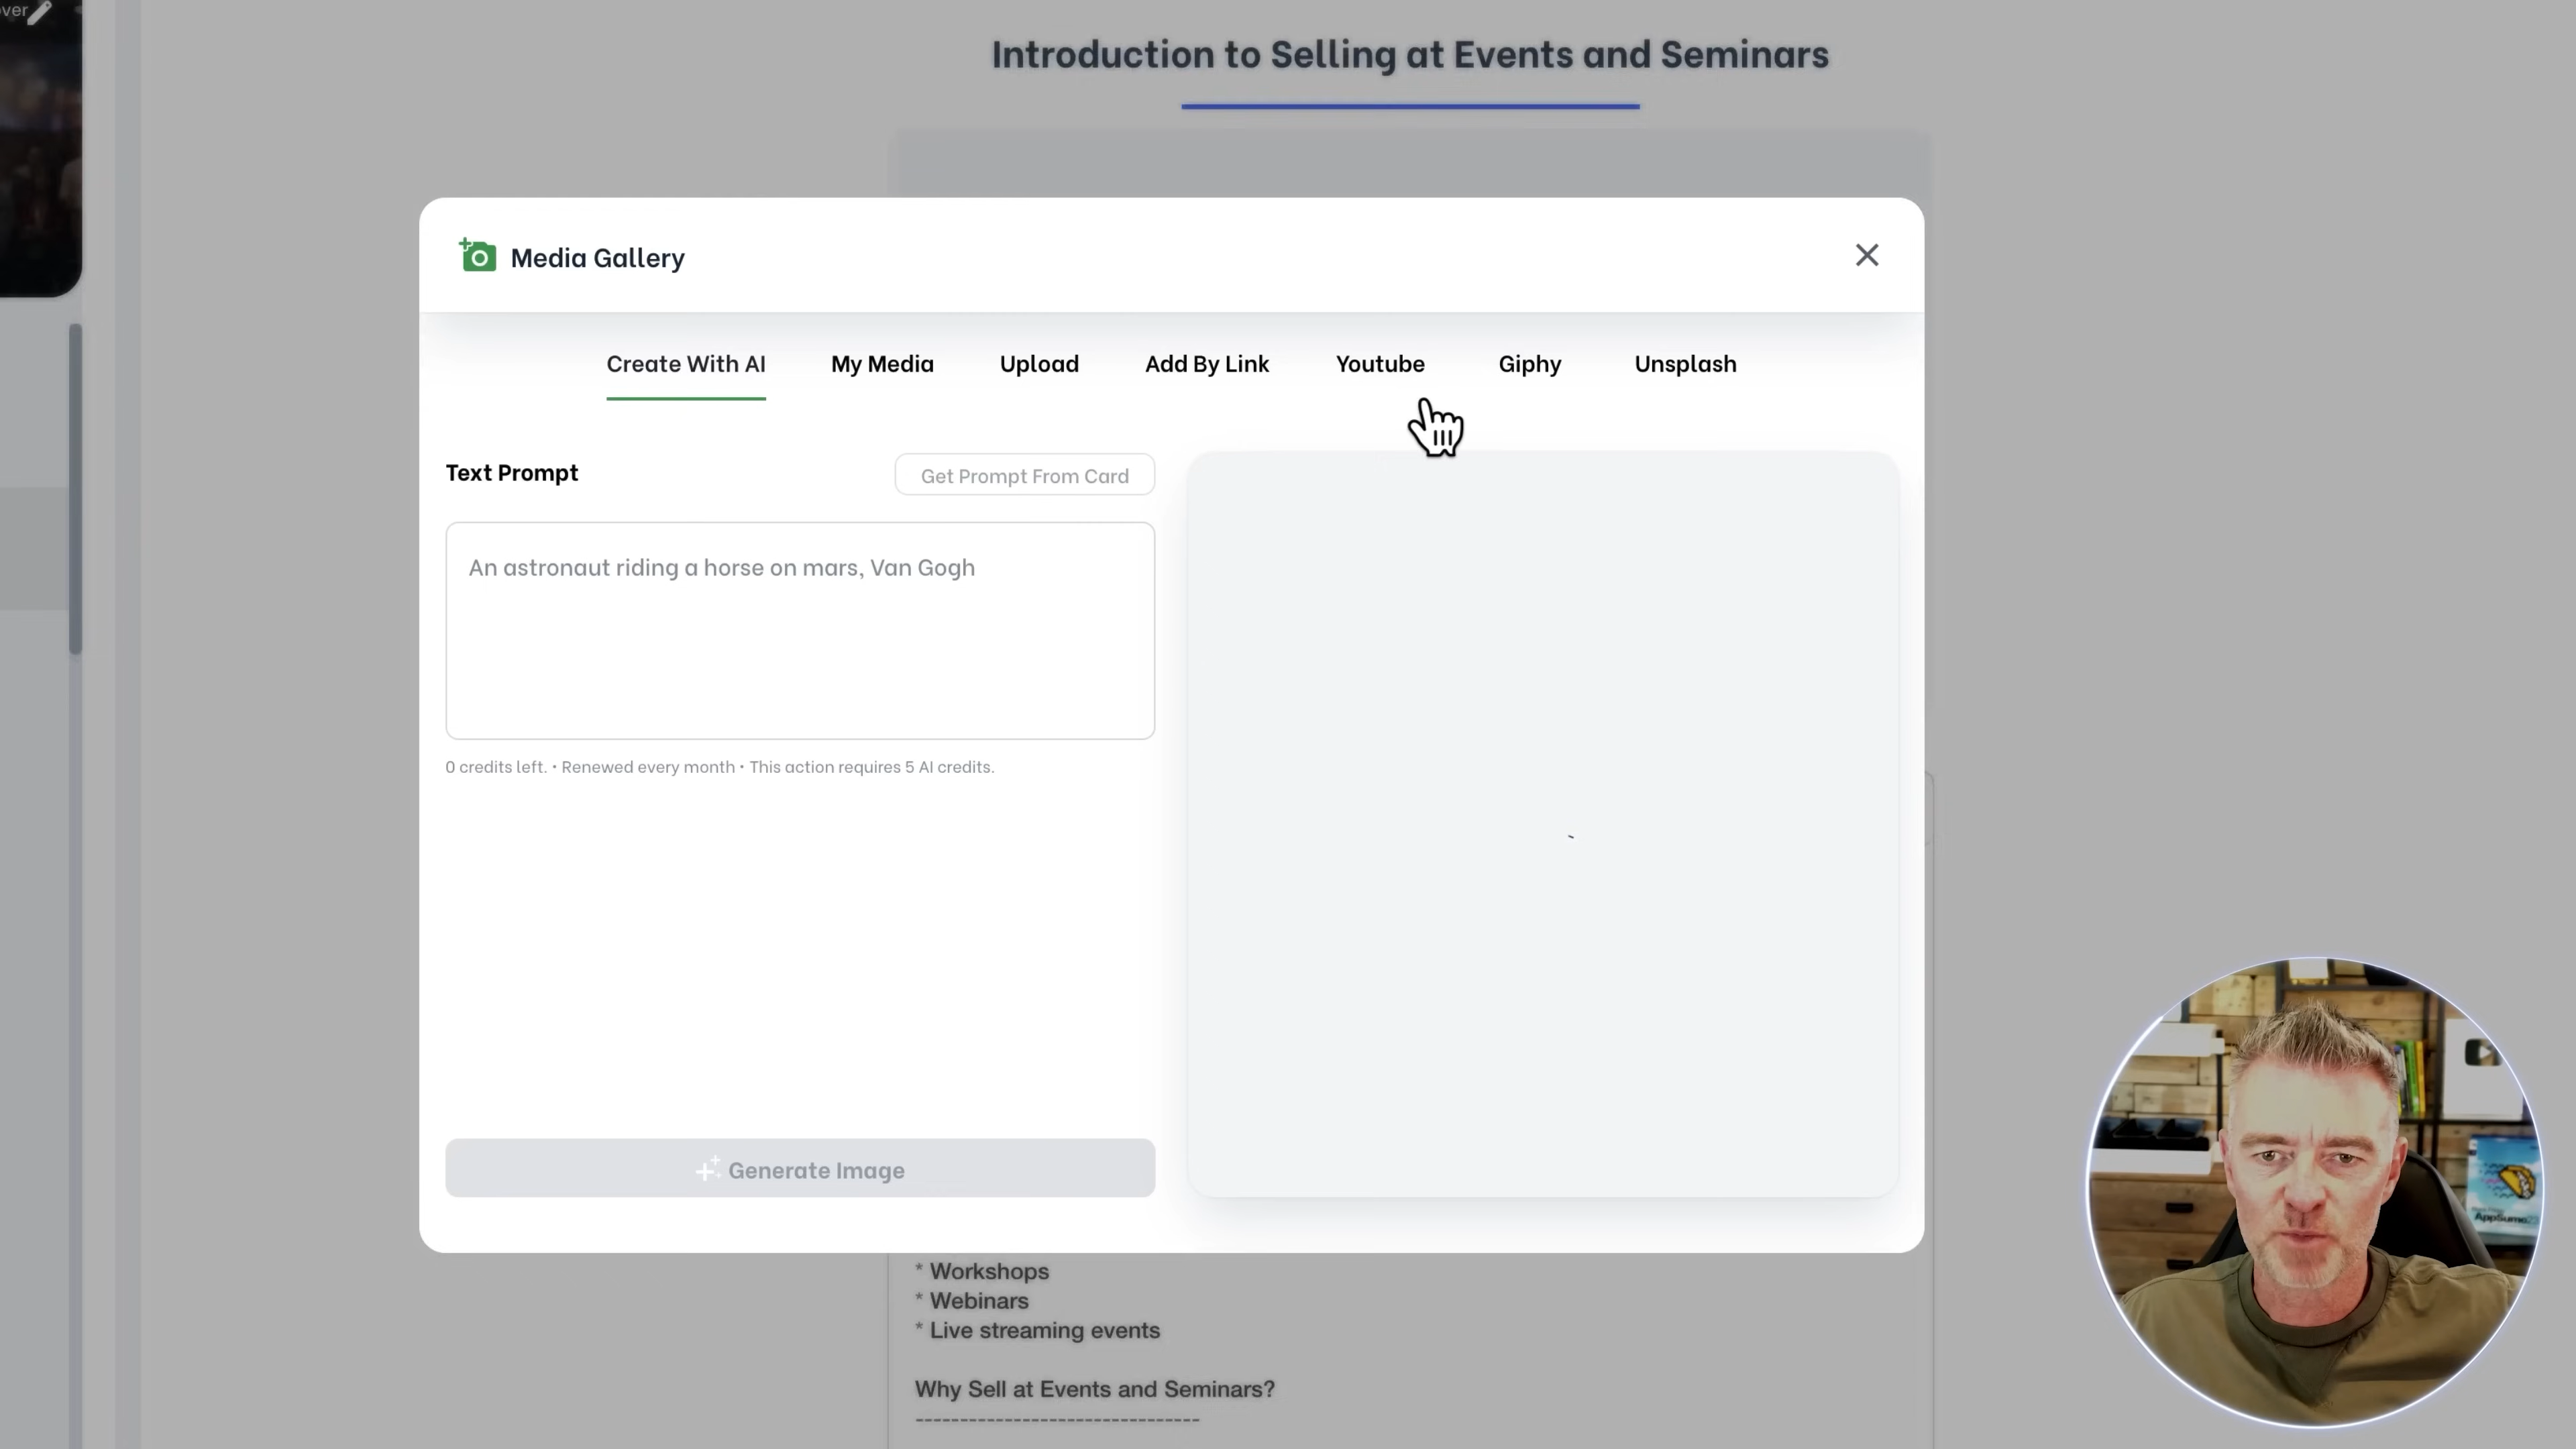 ver
Introduction to Selling at Events and Seminars
Media Gallery
Create With AI My Media Upload Add By Link Youtube Giphy Unsplash
Text Prompt Get Prompt From Card
An astronaut riding a horse on mars, Van Gogh
0 credits left. • Renewed every month • This action requires 5 AI credits.
Generate Image
* Workshops
* Webinars
* Live streaming events
Why Sell at Events and Seminars?
--------------------------------
AppSumo